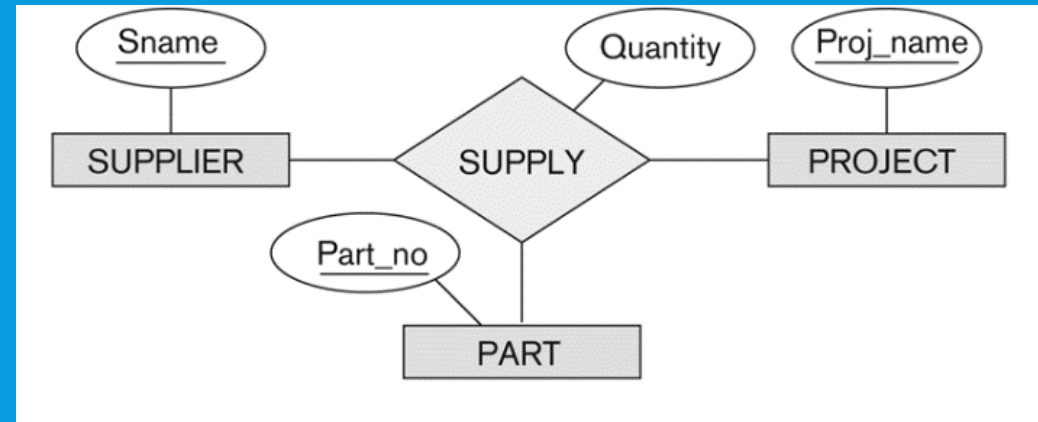 Sname
Quantity
Proj_name
SUPPLIER
SUPPLY
PROJECT
Part_no
PART